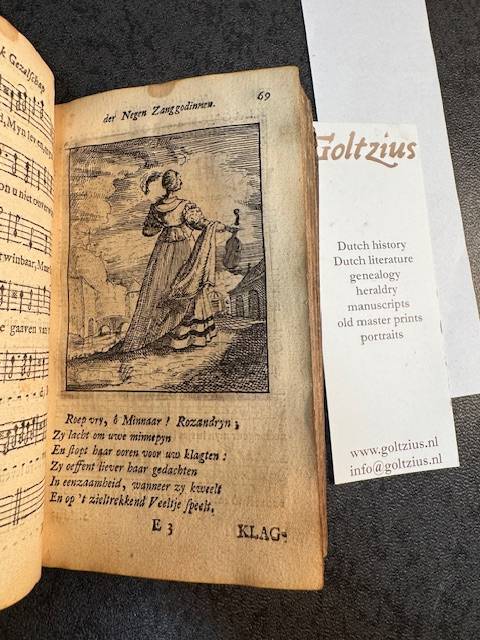 k Gezelschap
der Negen Zanggodinnen.
69
Roep vry, ô Minnaar! Rozandryn;
Zy lacht om uwe minnepyn
En stopt haar ooren voor uw klagten:
Zy oeffent liever haar gedachten
In eenzaamheid, wanneer zy kweelt
En op 't zieltrekkend Veeltje speelt.
E 3
KLAG-
Goltzius
Dutch history
Dutch literature
genealogy
heraldry
manuscripts
old master prints
portraits
www.goltzius.nl
info@goltzius.nl